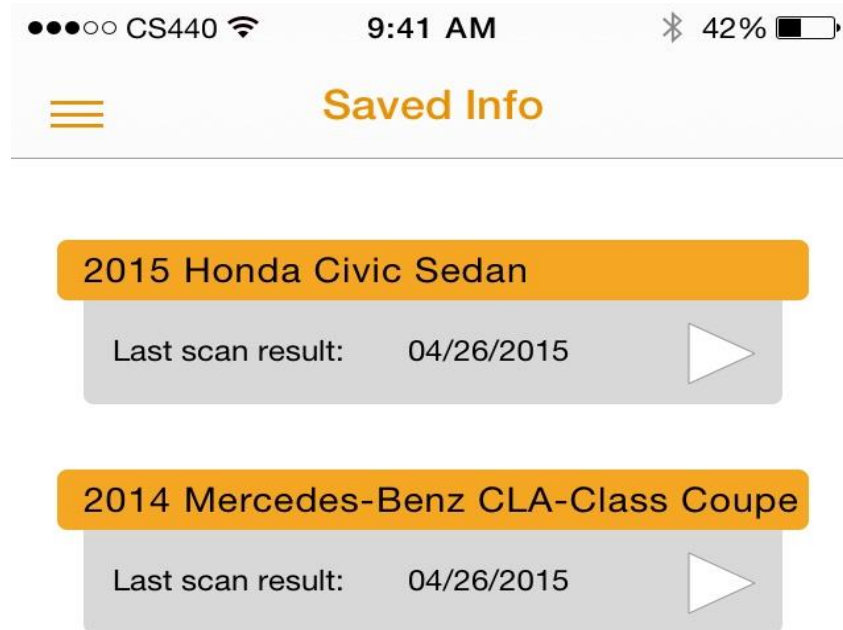 CS440 9:41 AM 42%
Saved Info
2015 Honda Civic Sedan
Last scan result: 04/26/2015
2014 Mercedes-Benz CLA-Class Coupe
Last scan result: 04/26/2015